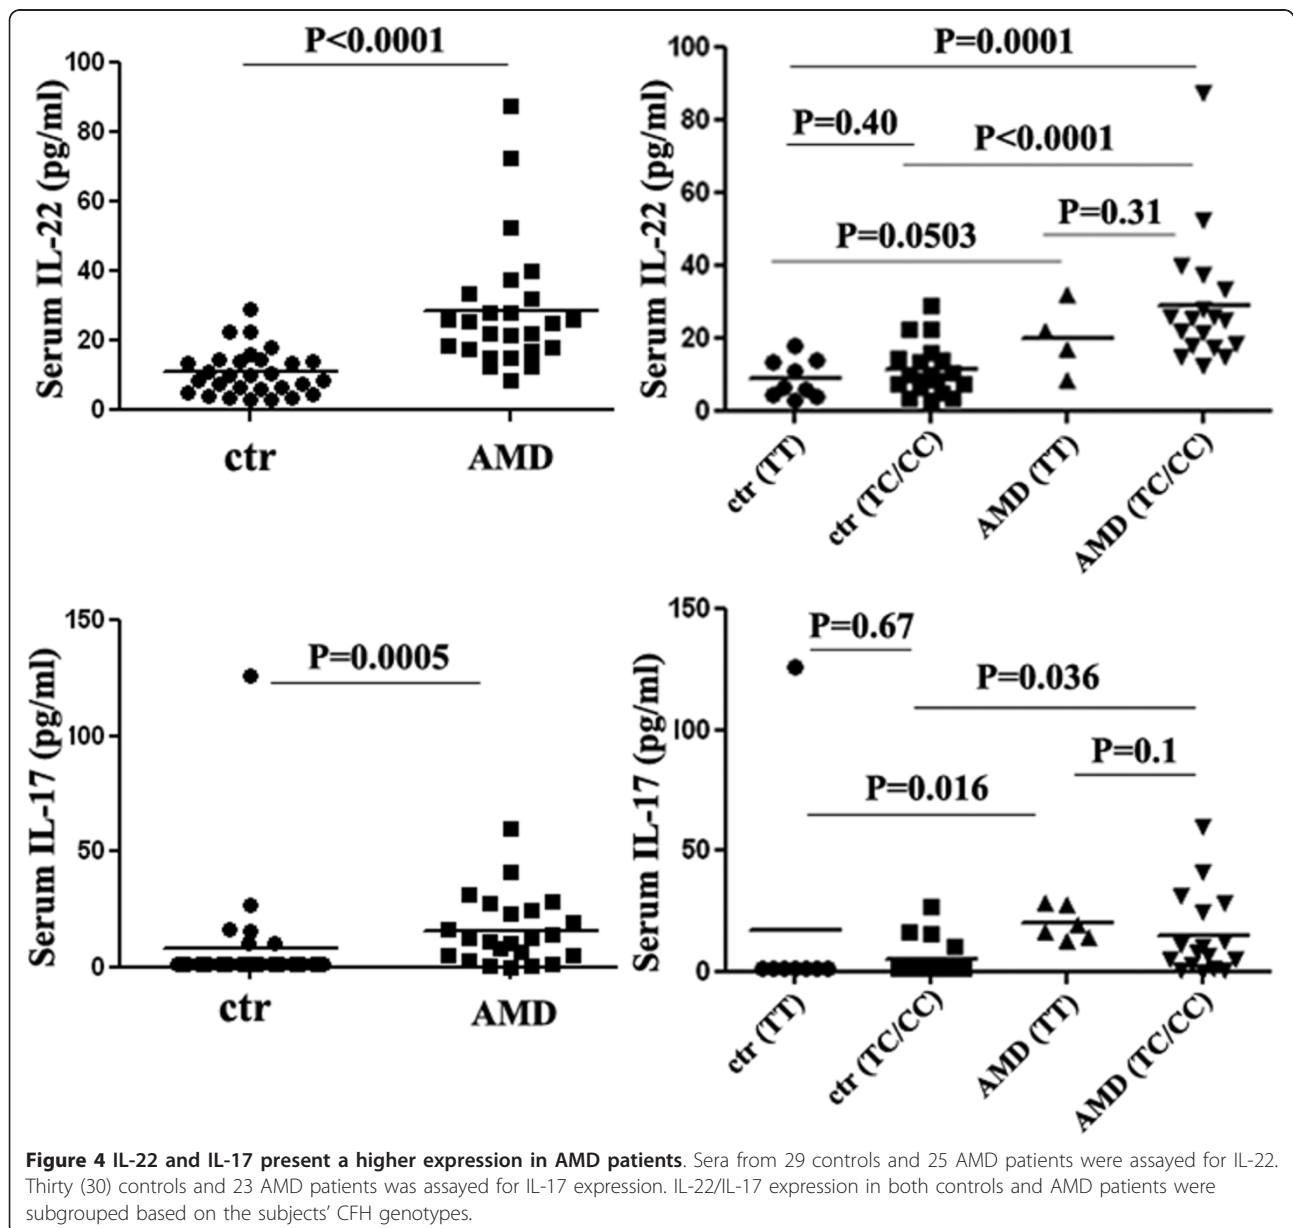 P<0.0001
100
80
60
40
20
0
Serum IL-22 (pg/ml)
ctr
AMD
P=0.0001
P=0.40
P<0.0001
P=0.31
P=0.0503
100
80
60
40
20
0
Serum IL-22 (pg/ml)
ctr (TT)
ctr (TC/CC)
AMD (TT)
AMD (TC/CC)
P=0.0005
150
100
50
0
Serum IL-17 (pg/ml)
ctr
AMD
P=0.67
P=0.036
P=0.1
P=0.016
150
100
50
0
Serum IL-17 (pg/ml)
ctr (TT)
ctr (TC/CC)
AMD (TT)
AMD (TC/CC)
Figure 4 IL-22 and IL-17 present a higher expression in AMD patients. Sera from 29 controls and 25 AMD patients were assayed for IL-22.
Thirty (30) controls and 23 AMD patients was assayed for IL-17 expression. IL-22/IL-17 expression in both controls and AMD patients were
subgrouped based on the subjects' CFH genotypes.